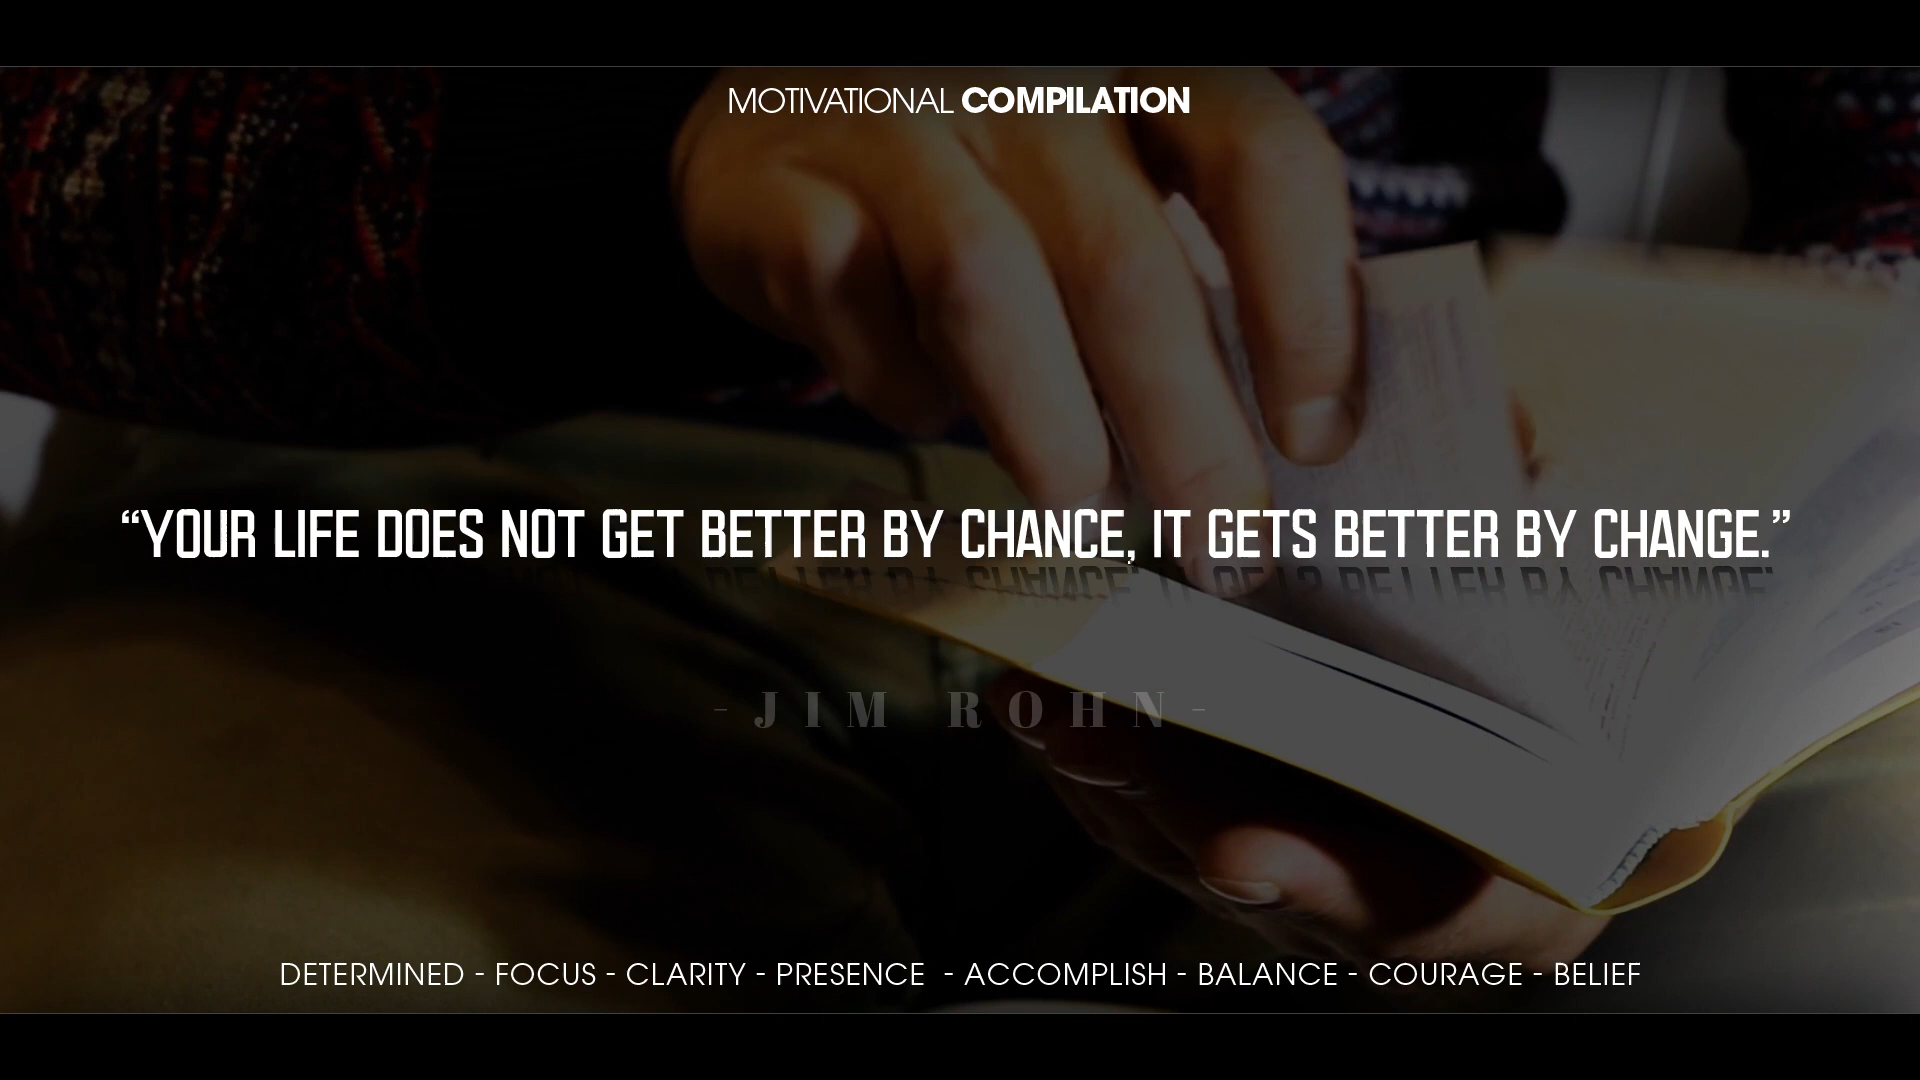 MOTIVATIONAL COMPILATION
“YOUR LIFE DOES NOT GET BETTER BY CHANCE, IT GETS BETTER BY CHANGE.”
- JIM ROHN -
DETERMINED - FOCUS - CLARITY - PRESENCE - ACCOMPLISH - BALANCE - COURAGE - BELIEF